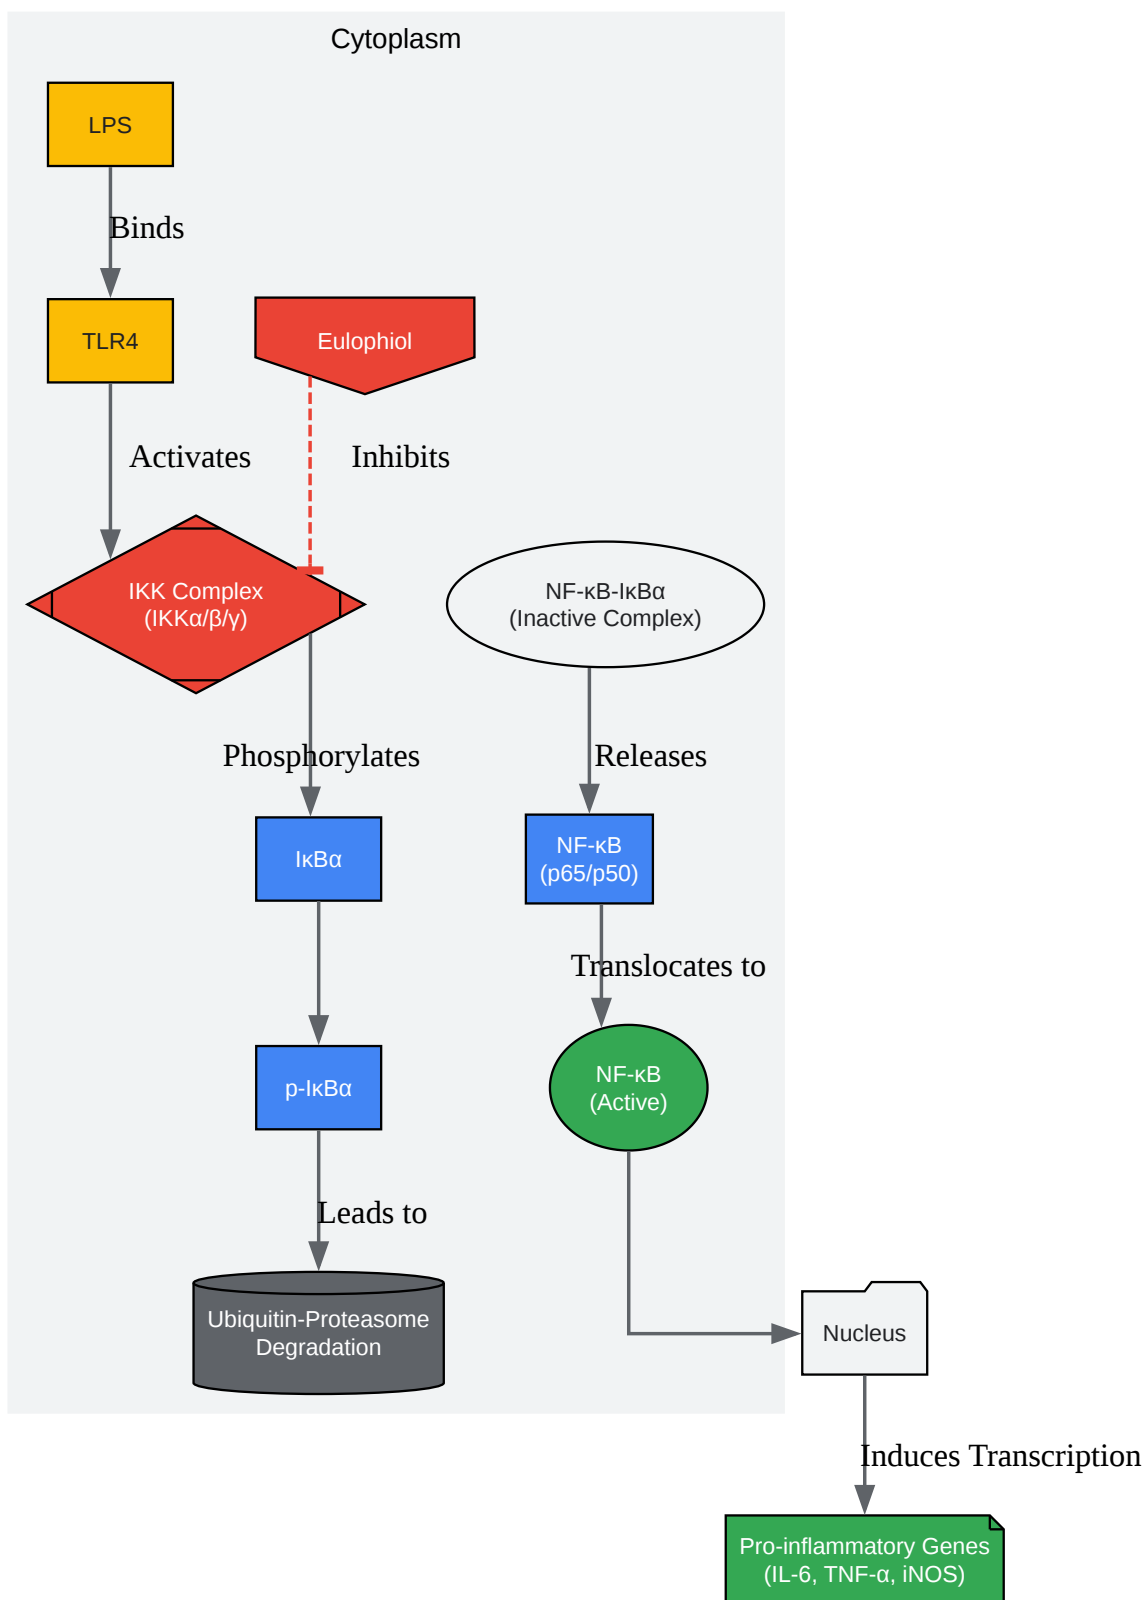 Cytoplasm
LPS
Binds
TLR4
Eulophiol
Activates
Inhibits
IKK Complex
(IKKα/β/γ)
NF-κB-IκBα
(Inactive Complex)
Phosphorylates
Releases
IκBα
NF-κB
(p65/p50)
Translocates to
p-IκBα
NF-κB
(Active)
Leads to
Ubiquitin-Proteasome
Degradation
Nucleus
Induces Transcription
Pro-inflammatory Genes
(IL-6, TNF-α, iNOS)